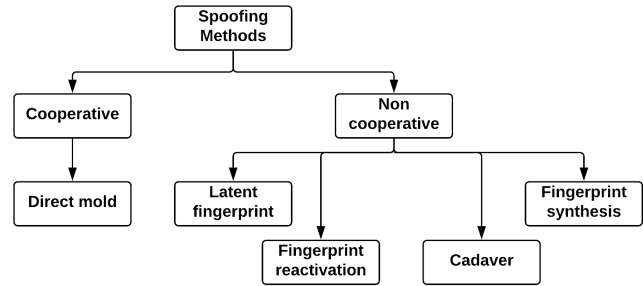 Spoofing
Methods
Cooperative
Non
cooperative
Direct mold
Latent
fingerprint
Fingerprint
synthesis
Fingerprint
reactivation
Cadaver